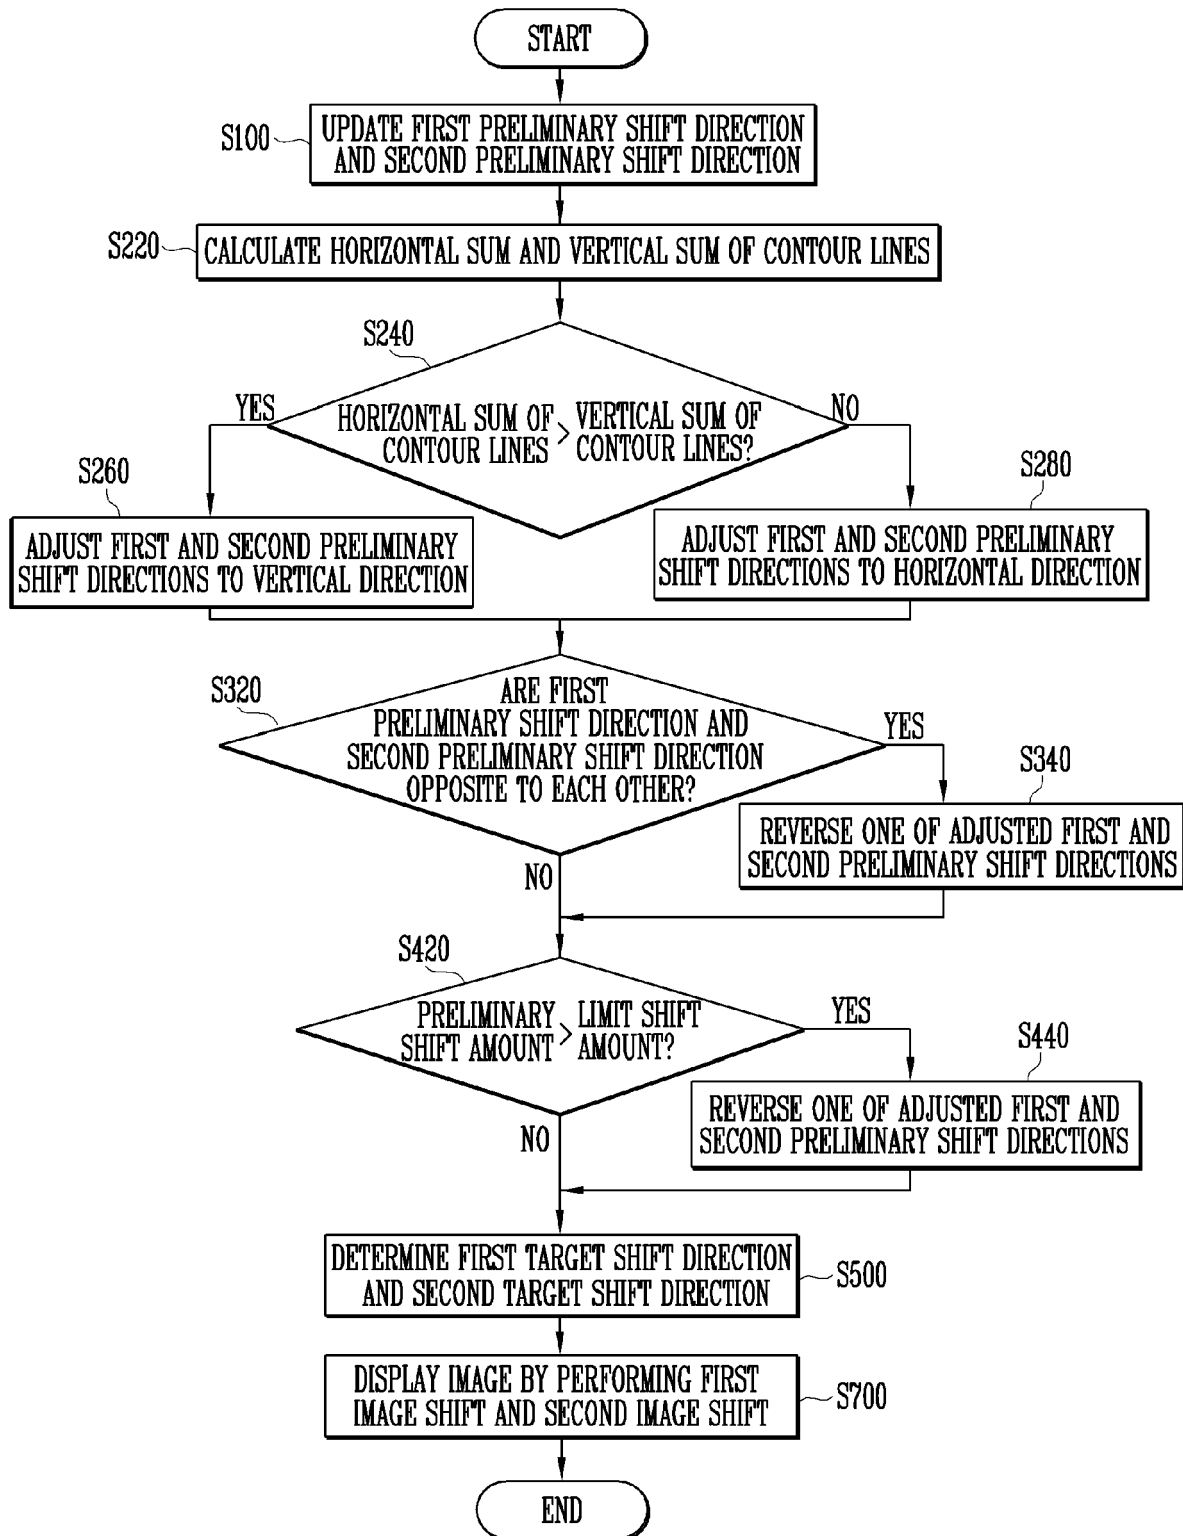 START
S100
UPDATE FIRST PRELIMINARY SHIFT DIRECTION
AND SECOND PRELIMINARY SHIFT DIRECTION
S220
CALCULATE HORIZONTAL SUM AND VERTICAL SUM OF CONTOUR LINES
S240
YES
NO
HORIZONTAL SUM OF CONTOUR LINES > VERTICAL SUM OF CONTOUR LINES?
S260
ADJUST FIRST AND SECOND PRELIMINARY
SHIFT DIRECTIONS TO VERTICAL DIRECTION
S280
ADJUST FIRST AND SECOND PRELIMINARY
SHIFT DIRECTIONS TO HORIZONTAL DIRECTION
S320
ARE FIRST
PRELIMINARY SHIFT DIRECTION AND
SECOND PRELIMINARY SHIFT DIRECTION
OPPOSITE TO EACH OTHER?
YES
S340
REVERSE ONE OF ADJUSTED FIRST AND
SECOND PRELIMINARY SHIFT DIRECTIONS
NO
S420
PRELIMINARY SHIFT AMOUNT > LIMIT SHIFT AMOUNT?
YES
S440
REVERSE ONE OF ADJUSTED FIRST AND
SECOND PRELIMINARY SHIFT DIRECTIONS
NO
DETERMINE FIRST TARGET SHIFT DIRECTION
AND SECOND TARGET SHIFT DIRECTION
S500
DISPLAY IMAGE BY PERFORMING FIRST
IMAGE SHIFT AND SECOND IMAGE SHIFT
S700
END